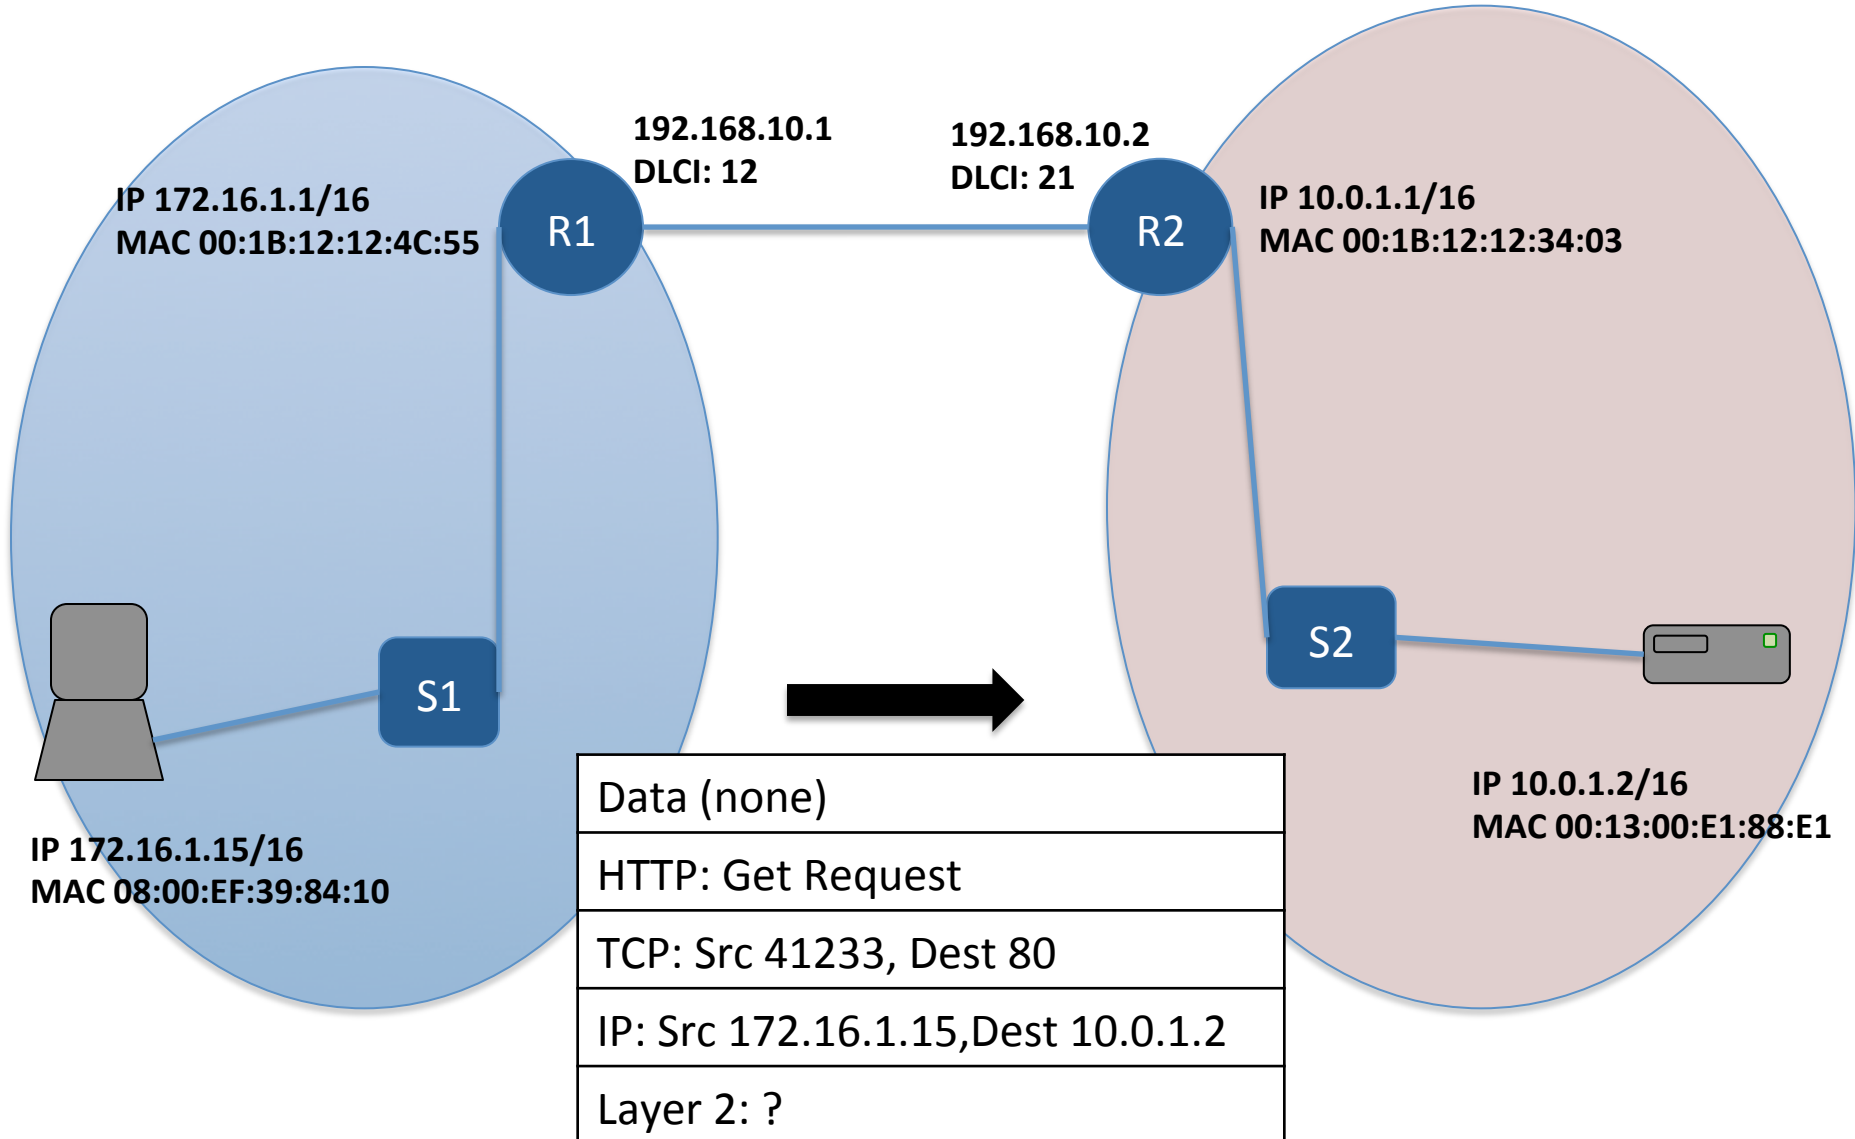 192.168.10.1
DLCI: 12
192.168.10.2
DLCI: 21
IP 172.16.1.1/16
MAC 00:1B:12:12:4C:55
R1
R2
IP 10.0.1.1/16
MAC 00:1B:12:12:34:03
S1
S2
IP 172.16.1.15/16
MAC 08:00:EF:39:84:10
IP 10.0.1.2/16
MAC 00:13:00:E1:88:E1
Data (none)
HTTP: Get Request
TCP: Src 41233, Dest 80
IP: Src 172.16.1.15,Dest 10.0.1.2
Layer 2: ?